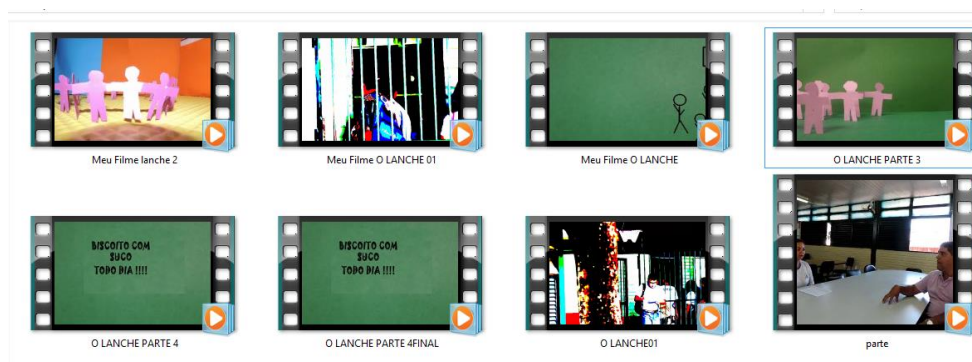 Meu Filme lanche 2
Meu Filme O LANCHE 01
Meu Filme O LANCHE
O LANCHE PARTE 3
BISCOITO COM
SUCO
TODO DIA !!!!
BISCOITO COM
SUCO
TODO DIA !!!!
O LANCHE PARTE 4
O LANCHE PARTE 4FINAL
O LANCHE01
parte